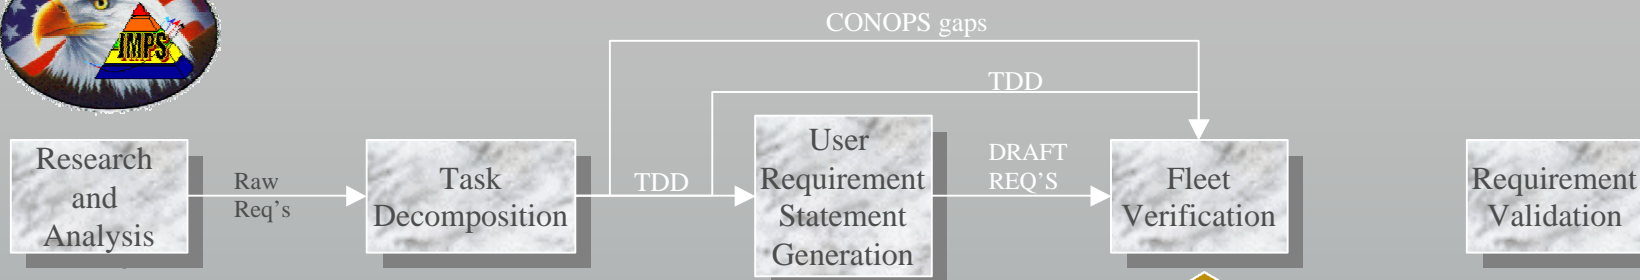 IMPS
CONOPS gaps
TDD
Research
and
Analysis
Raw
Req's
Task
Decomposition
TDD
User
Requirement
Statement
Generation
DRAFT
REQ'S
Fleet
Verification
Requirement
Validation